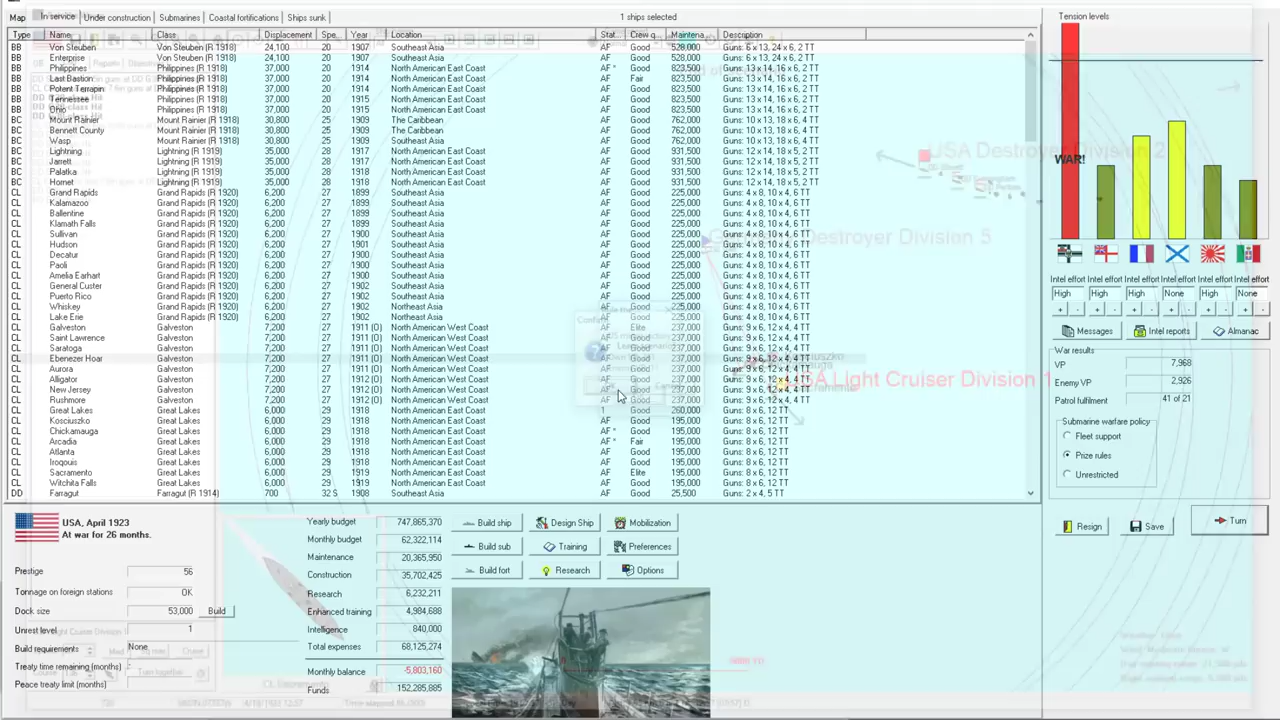 Map In service Under construction Submarines Coastal fortifications Ships sunk 1 ships selected
Type Name Class Displacement Spe... Year Location Stat... Crew q... Maintena... Description
BB Von Steuben Von Steuben (R 1918) 24,100 20 1907 Southeast Asia AF Good 528,000 Guns: 6 x 13, 24 x 6, 2 TT
BB Enterprise Von Steuben (R 1918) 24,100 20 1907 Southeast Asia AF Good 528,000 Guns: 6 x 13, 24 x 6, 2 TT
BB Philippines Philippines (R 1918) 37,000 20 1914 North American East Coast AF * Good 823,500 Guns: 13 x 14, 16 x 6, 2 TT
BB Last Bastion Philippines (R 1918) 37,000 20 1914 North American East Coast AF Fair 823,500 Guns: 13 x 14, 16 x 6, 2 TT
BB Potent Terrapin Philippines (R 1918) 37,000 20 1914 North American East Coast AF Good 823,500 Guns: 13 x 14, 16 x 6, 2 TT
BB Tennessee Philippines (R 1918) 37,000 20 1915 North American East Coast AF Good 823,500 Guns: 13 x 14, 16 x 6, 2 TT
BB Ohio Philippines (R 1918) 37,000 20 1915 North American East Coast AF Good 823,500 Guns: 13 x 14, 16 x 6, 2 TT
BC Mount Rainier Mount Rainier (R 1918) 30,800 25 1909 The Caribbean AF Good 762,000 Guns: 10 x 13, 18 x 6, 4 TT
BC Bennett County Mount Rainier (R 1918) 30,800 25 1909 The Caribbean AF Good 762,000 Guns: 10 x 13, 18 x 6, 4 TT
BC Wasp Mount Rainier (R 1918) 30,800 25 1909 Southeast Asia AF Good 762,000 Guns: 10 x 13, 18 x 6, 4 TT
BC Lightning Lightning (R 1919) 35,000 28 1917 North American East Coast AF Good 931,500 Guns: 12 x 14, 18 x 5, 2 TT
BC Jarrett Lightning (R 1919) 35,000 28 1917 North American East Coast AF Good 931,500 Guns: 12 x 14, 18 x 5, 2 TT
BC Palatka Lightning (R 1919) 35,000 28 1917 North American East Coast AF Good 931,500 Guns: 12 x 14, 18 x 5, 2 TT
BC Hornet Lightning (R 1919) 35,000 28 1918 North American East Coast AF Good 931,500 Guns: 12 x 14, 18 x 5, 2 TT
CL Grand Rapids Grand Rapids (R 1920) 6,200 27 1899 Southeast Asia AF Good 225,000 Guns: 4 x 8, 10 x 4, 6 TT
CL Kalamazoo Grand Rapids (R 1920) 6,200 27 1899 Southeast Asia AF Good 225,000 Guns: 4 x 8, 10 x 4, 6 TT
CL Ballentine Grand Rapids (R 1920) 6,200 27 1899 Southeast Asia AF Good 225,000 Guns: 4 x 8, 10 x 4, 6 TT
CL Klamath Falls Grand Rapids (R 1920) 6,200 27 1899 Southeast Asia AF Good 225,000 Guns: 4 x 8, 10 x 4, 6 TT
CL Sullivan Grand Rapids (R 1920) 6,200 27 1900 Southeast Asia AF Good 225,000 Guns: 4 x 8, 10 x 4, 6 TT
CL Hudson Grand Rapids (R 1920) 6,200 27 1901 Southeast Asia AF Good 225,000 Guns: 4 x 8, 10 x 4, 6 TT
CL Decatur Grand Rapids (R 1920) 6,200 27 1900 Southeast Asia AF Good 225,000 Guns: 4 x 8, 10 x 4, 6 TT
CL Paoli Grand Rapids (R 1920) 6,200 27 1900 Southeast Asia AF Good 225,000 Guns: 4 x 8, 10 x 4, 6 TT
CL Amelia Earhart Grand Rapids (R 1920) 6,200 27 1900 Southeast Asia AF Good 225,000 Guns: 4 x 8, 10 x 4, 6 TT
CL General Custer Grand Rapids (R 1920) 6,200 27 1902 Southeast Asia AF Good 225,000 Guns: 4 x 8, 10 x 4, 6 TT
CL Puerto Rico Grand Rapids (R 1920) 6,200 27 1902 Southeast Asia AF Good 225,000 Guns: 4 x 8, 10 x 4, 6 TT
CL Whiskey Grand Rapids (R 1920) 6,200 27 1902 Northeast Asia AF Good 225,000 Guns: 4 x 8, 10 x 4, 6 TT
CL Lake Erie Grand Rapids (R 1920) 6,200 27 1902 Northeast Asia AF Good 225,000 Guns: 4 x 8, 10 x 4, 6 TT
CL Galveston Galveston 7,200 27 1911 (O) North American West Coast AF Elite 237,000 Guns: 9 x 6, 12 x 4, 4 TT
CL Saint Lawrence Galveston 7,200 27 1911 (O) North American West Coast AF Good 237,000 Guns: 9 x 6, 12 x 4, 4 TT
CL Saratoga Galveston 7,200 27 1911 (O) North American West Coast AF Good 237,000 Guns: 9 x 6, 12 x 4, 4 TT
CL Ebenezer Hoar Galveston 7,200 27 1911 (O) North American West Coast AF Good 237,000 Guns: 9 x 6, 12 x 4, 4 TT
CL Aurora Galveston 7,200 27 1911 (O) North American West Coast AF Good 237,000 Guns: 9 x 6, 12 x 4, 4 TT
CL Alligator Galveston 7,200 27 1912 (O) North American West Coast AF Good 237,000 Guns: 9 x 6, 12 x 4, 4 TT
CL New Jersey Galveston 7,200 27 1912 (O) North American West Coast AF Good 237,000 Guns: 9 x 6, 12 x 4, 4 TT
CL Rushmore Galveston 7,200 27 1912 (O) North American West Coast AF Good 237,000 Guns: 9 x 6, 12 x 4, 4 TT
CL Great Lakes Great Lakes 6,000 29 1918 North American East Coast 1 Good 260,000 Guns: 8 x 6, 12 TT
CL Kosciuszko Great Lakes 6,000 29 1918 North American East Coast AF * Good 195,000 Guns: 8 x 6, 12 TT
CL Chickamauga Great Lakes 6,000 29 1918 North American East Coast AF * Good 195,000 Guns: 8 x 6, 12 TT
CL Arcadia Great Lakes 6,000 29 1918 North American East Coast AF * Fair 195,000 Guns: 8 x 6, 12 TT
CL Atlanta Great Lakes 6,000 29 1918 North American East Coast AF Good 195,000 Guns: 8 x 6, 12 TT
CL Iroquois Great Lakes 6,000 29 1918 North American East Coast AF Good 195,000 Guns: 8 x 6, 12 TT
CL Sacramento Great Lakes 6,000 29 1919 North American East Coast AF Elite 195,000 Guns: 8 x 6, 12 TT
CL Witchita Falls Great Lakes 6,000 29 1919 North American East Coast AF Good 195,000 Guns: 8 x 6, 12 TT
DD Farragut Farragut (R 1914) 700 32 S 1908 Southeast Asia AF Good 25,500 Guns: 2 x 4, 5 TT
USA Destroyer Division 2
Destroyer Division 5
USA Light Cruiser Division 1
Tension levels
WAR!
Intel effort Intel effort Intel effort Intel effort Intel effort Intel effort
High High High None High None
+ - + - + - + - + - + -
Messages Intel reports Almanac
War results
VP 7,968
Enemy VP 2,926
Patrol fulfilment 41 of 21
Submarine warfare policy
Fleet support
Prize rules
Unrestricted
Resign Save Turn
USA, April 1923
At war for 26 months.
Prestige 56
Tonnage on foreign stations OK
Dock size 53,000 Build
Unrest level 1
Build requirements None
Treaty time remaining (months) -
Peace treaty limit (months)
Yearly budget 747,865,370
Monthly budget 62,322,114
Maintenance 20,365,950
Construction 35,702,425
Research 6,232,211
Enhanced training 4,984,688
Intelligence 840,000
Total expenses 68,125,274
Monthly balance -5,803,160
Funds 152,285,885
Build ship Design Ship Mobilization
Build sub Training Preferences
Build fort Research Options